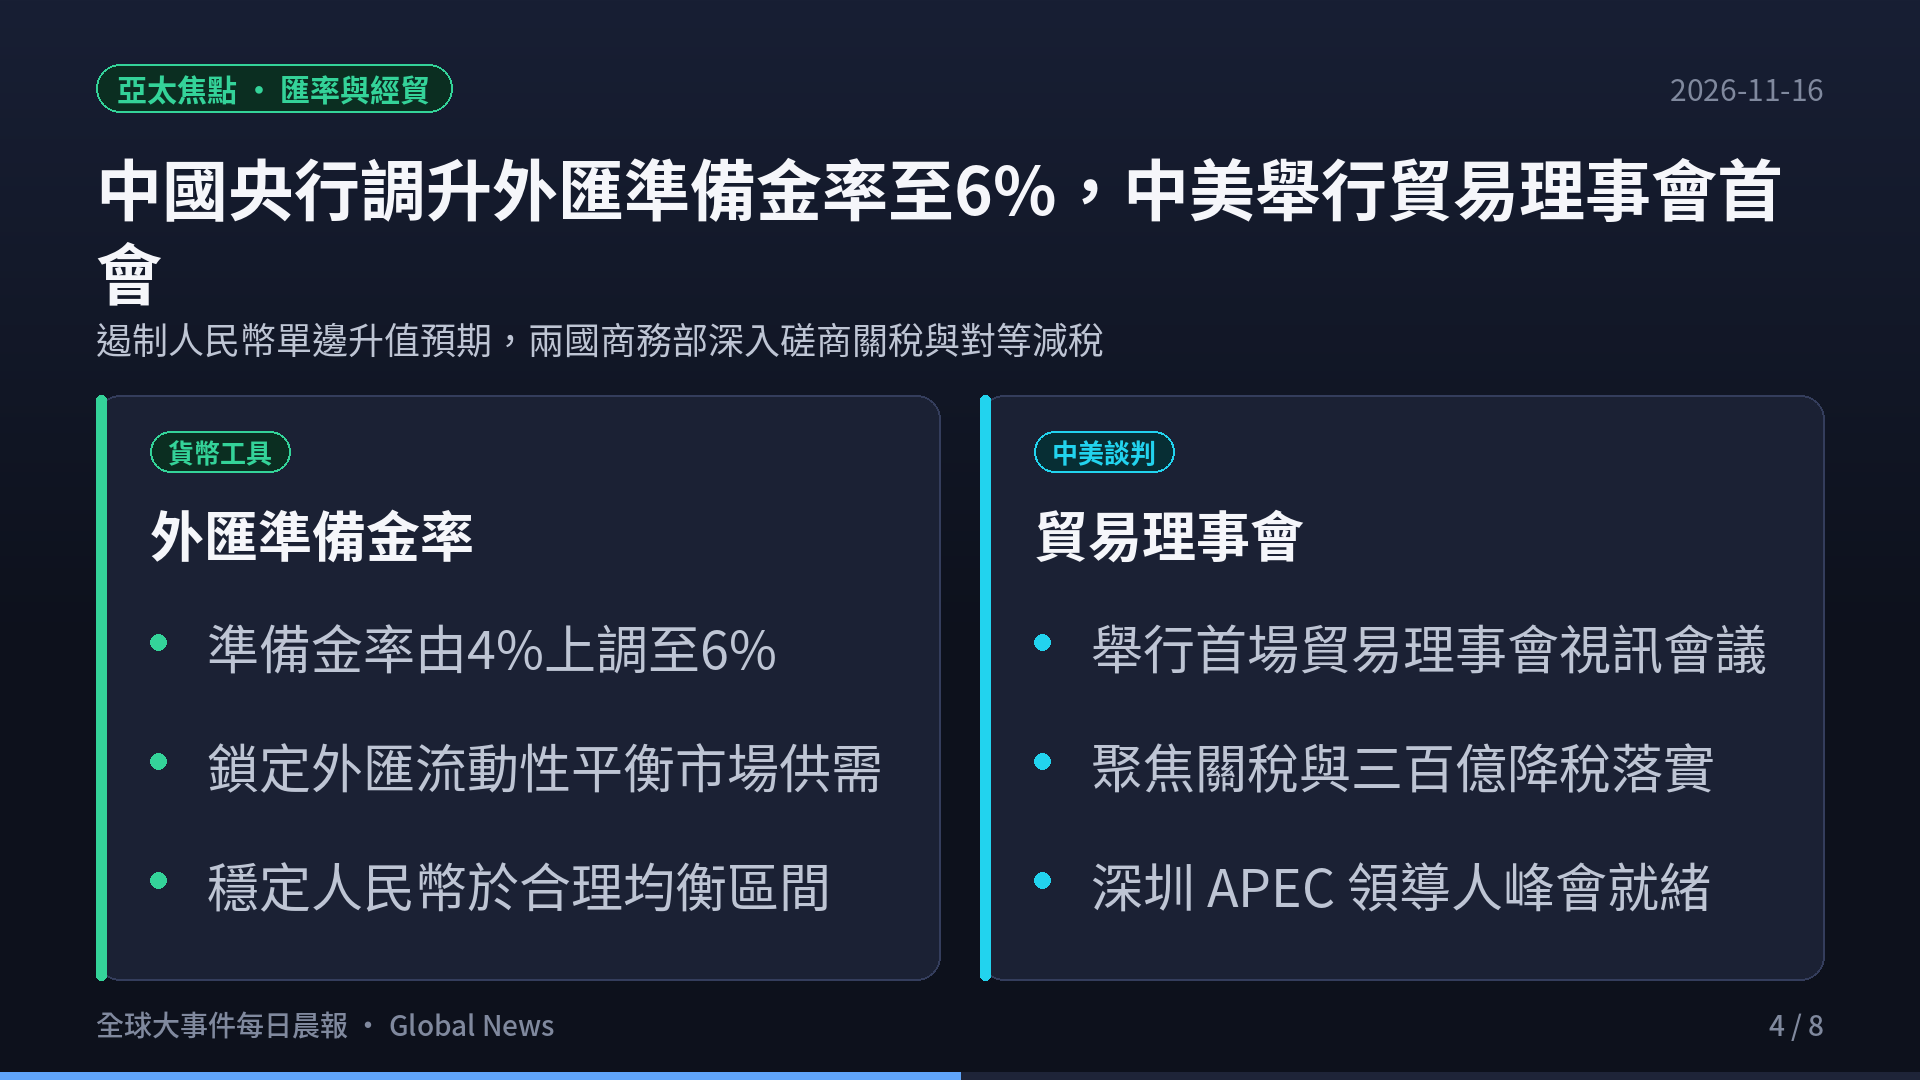 亞太焦點 • 匯率與經貿
2026-11-16
中國央行調升外匯準備金率至6%，中美舉行貿易理事會首
會
遏制人民幣單邊升值預期，兩國商務部深入磋商關稅與對等減稅
貨幣工具
外匯準備金率
準備金率由4%上調至6%
鎖定外匯流動性平衡市場供需
穩定人民幣於合理均衡區間
中美談判
貿易理事會
舉行首場貿易理事會視訊會議
聚焦關稅與三百億降稅落實
深圳 APEC 領導人峰會就緒
全球大事件每日晨報 • Global News
4 / 8